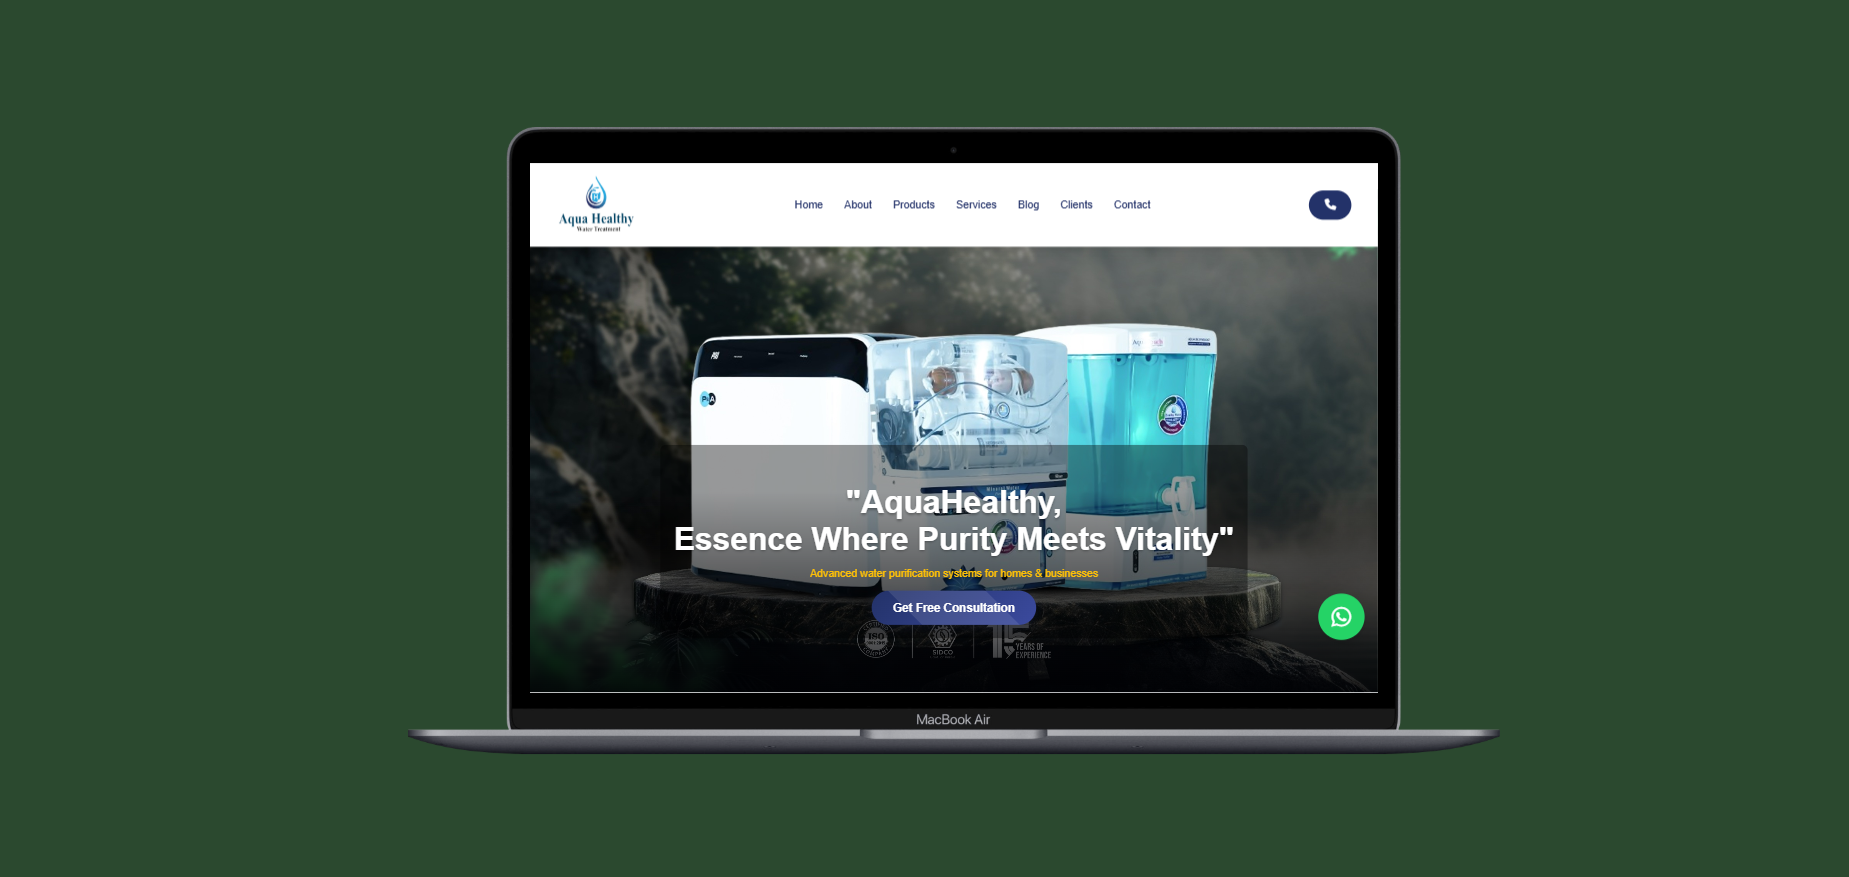 Aqua Healthy
Water Treatment
Home About Products Services Blog Clients Contact
"AquaHealthy,
Essence Where Purity Meets Vitality"
Advanced water purification systems for homes & businesses
Get Free Consultation
ISO
SIDCO
15 YEARS OF
EXPERIENCE
MacBook Air